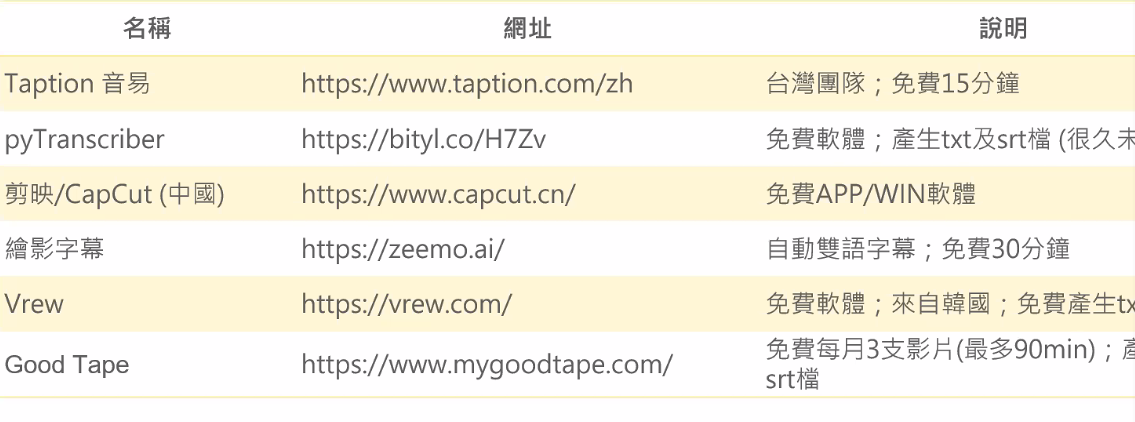 名稱 網址 說明
Taption 音易 https://www.taption.com/zh 台灣團隊；免費15分鐘
pyTranscriber https://bityl.co/H7Zv 免費軟體；產生txt及srt檔 (很久未
剪映/CapCut (中國) https://www.capcut.cn/ 免費APP/WIN軟體
繪影字幕 https://zeemo.ai/ 自動雙語字幕；免費30分鐘
Vrew https://vrew.com/ 免費軟體；來自韓國；免費產生tx
Good Tape https://www.mygoodtape.com/ 免費每月3支影片(最多90min)；產
srt檔